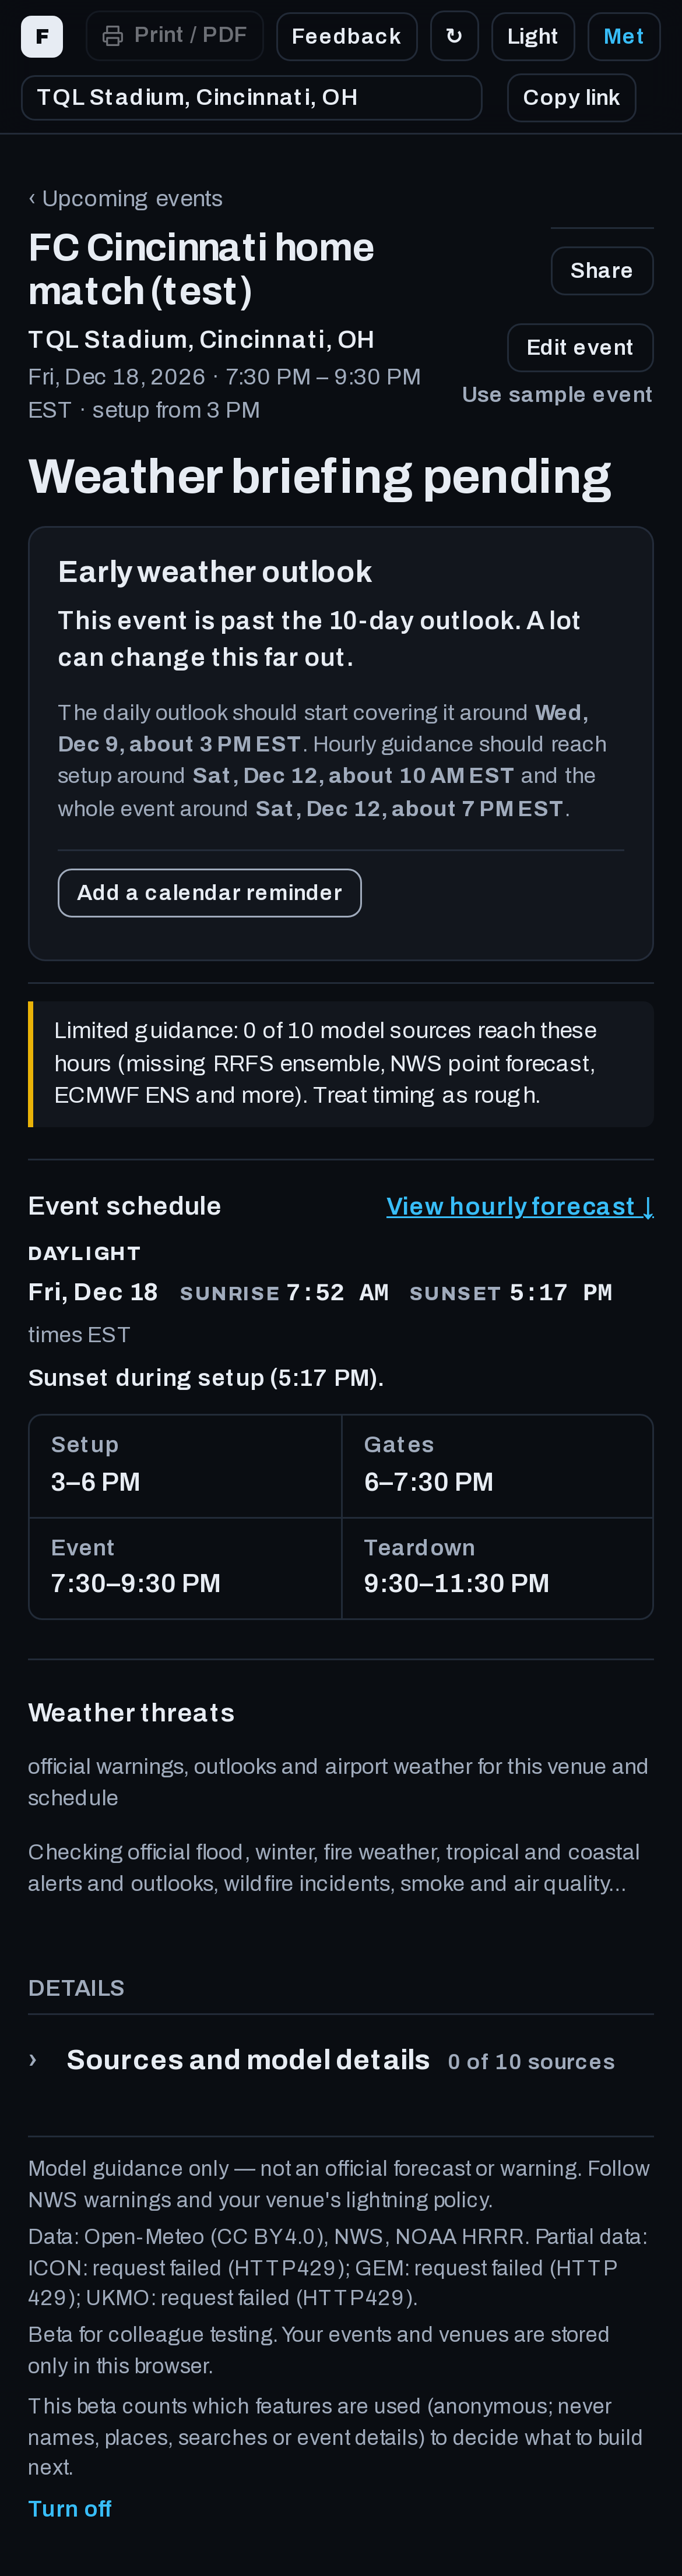 F
Print / PDF
Feedback
↻
Light
Met
TQL Stadium, Cincinnati, OH
Copy link
‹ Upcoming events
FC Cincinnati home
match (test)
Share
TQL Stadium, Cincinnati, OH
Edit event
Fri, Dec 18, 2026 · 7:30 PM – 9:30 PM
EST · setup from 3 PM
Use sample event
Weather briefing pending
Early weather outlook
This event is past the 10-day outlook. A lot
can change this far out.
The daily outlook should start covering it around Wed,
Dec 9, about 3 PM EST. Hourly guidance should reach
setup around Sat, Dec 12, about 10 AM EST and the
whole event around Sat, Dec 12, about 7 PM EST.
Add a calendar reminder
Limited guidance: 0 of 10 model sources reach these
hours (missing RRFS ensemble, NWS point forecast,
ECMWF ENS and more). Treat timing as rough.
Event schedule
View hourly forecast ↓
DAYLIGHT
Fri, Dec 18 SUNRISE 7:52 AM SUNSET 5:17 PM
times EST
Sunset during setup (5:17 PM).
Setup
3–6 PM
Gates
6–7:30 PM
Event
7:30–9:30 PM
Teardown
9:30–11:30 PM
Weather threats
official warnings, outlooks and airport weather for this venue and
schedule
Checking official flood, winter, fire weather, tropical and coastal
alerts and outlooks, wildfire incidents, smoke and air quality…
DETAILS
› Sources and model details 0 of 10 sources
Model guidance only — not an official forecast or warning. Follow
NWS warnings and your venue's lightning policy.
Data: Open-Meteo (CC BY 4.0), NWS, NOAA HRRR. Partial data:
ICON: request failed (HTTP 429); GEM: request failed (HTTP
429); UKMO: request failed (HTTP 429).
Beta for colleague testing. Your events and venues are stored
only in this browser.
This beta counts which features are used (anonymous; never
names, places, searches or event details) to decide what to build
next.
Turn off